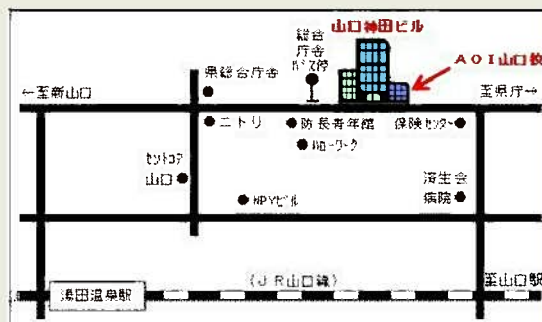 山口神田ビル
総合
庁舎
バス停
AOI山口校
県総合庁舎
←至新山口
至県庁→
ニトリ
防長青年館
保険センター
ハローワーク
セントコア
山口
済生会
病院
NPYビル
(JR山口線)
至山口駅
湯田温泉駅